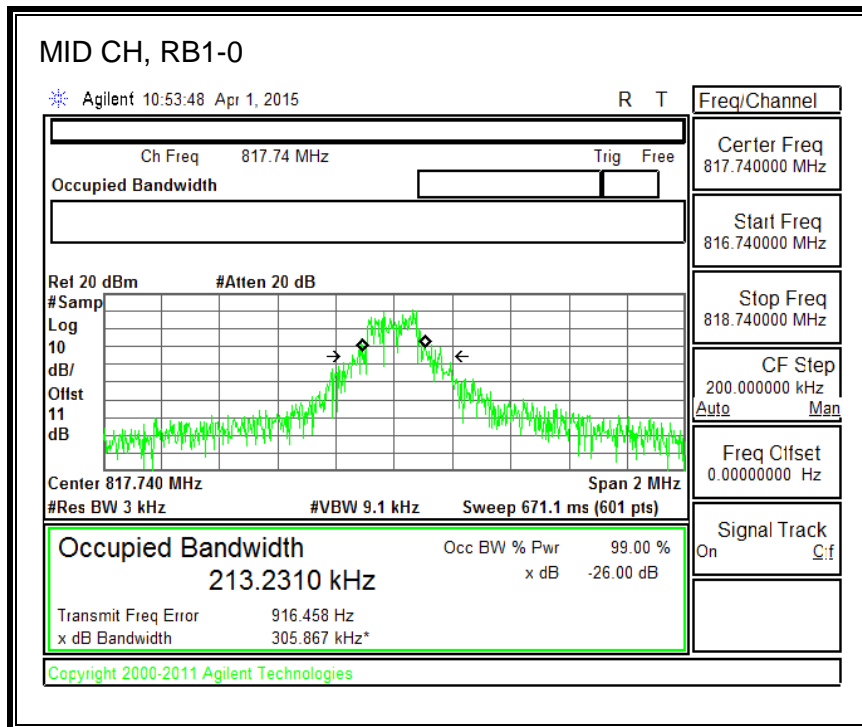 MID CH, RB1-0
Agilent 10:53:48 Apr 1, 2015 R T
Freq/Channel
Ch Freq 817.74 MHz Trig Free
Occupied Bandwidth
Center Freq
817.740000 MHz
Start Freq
816.740000 MHz
Stop Freq
818.740000 MHz
CF Step
200.000000 kHz
Auto Man
Freq Offset
0.00000000 Hz
Signal Track
On Off
Ref 20 dBm #Atten 20 dB
#Samp
Log
10
dB/
Offst
11
dB
Center 817.740 MHz Span 2 MHz
#Res BW 3 kHz #VBW 9.1 kHz Sweep 671.1 ms (601 pts)
Occupied Bandwidth Occ BW % Pwr 99.00 %
213.2310 kHz x dB -26.00 dB
Transmit Freq Error 916.458 Hz
x dB Bandwidth 305.867 kHz*
Copyright 2000-2011 Agilent Technologies